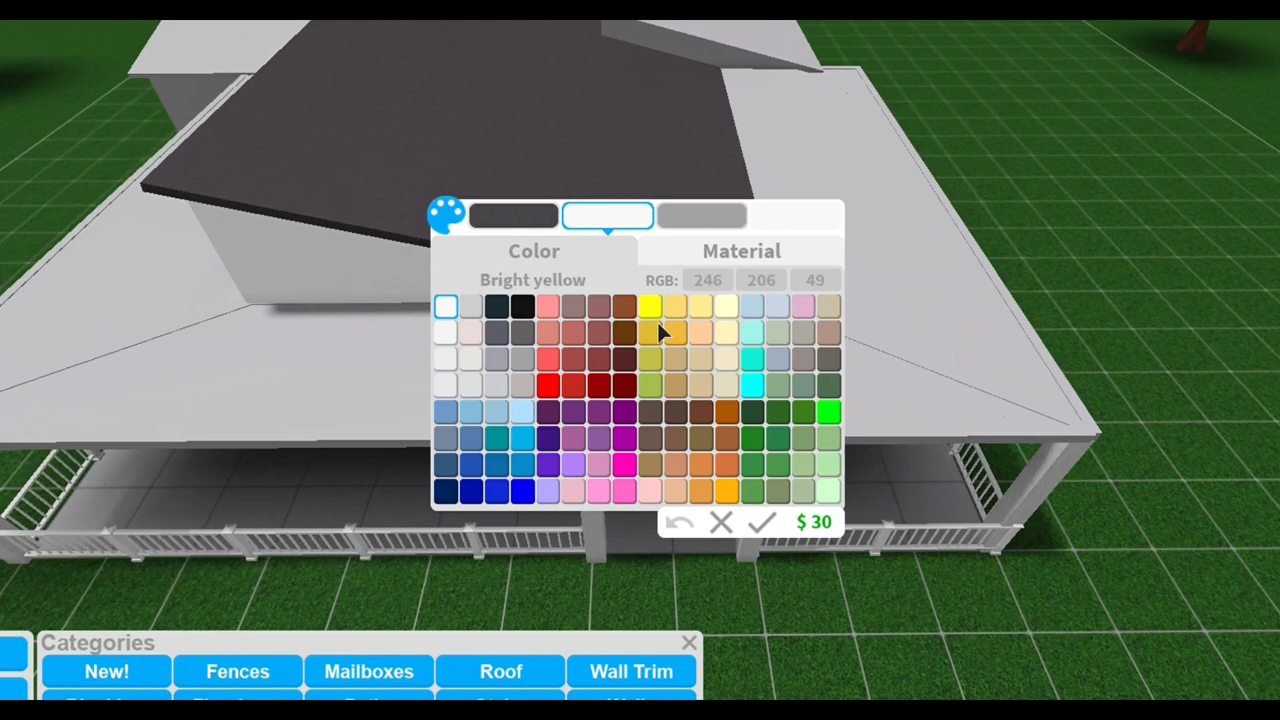 Color
Material
Bright yellow
RGB: 246 206 49
$ 30
Categories
New!
Fences
Mailboxes
Roof
Wall Trim